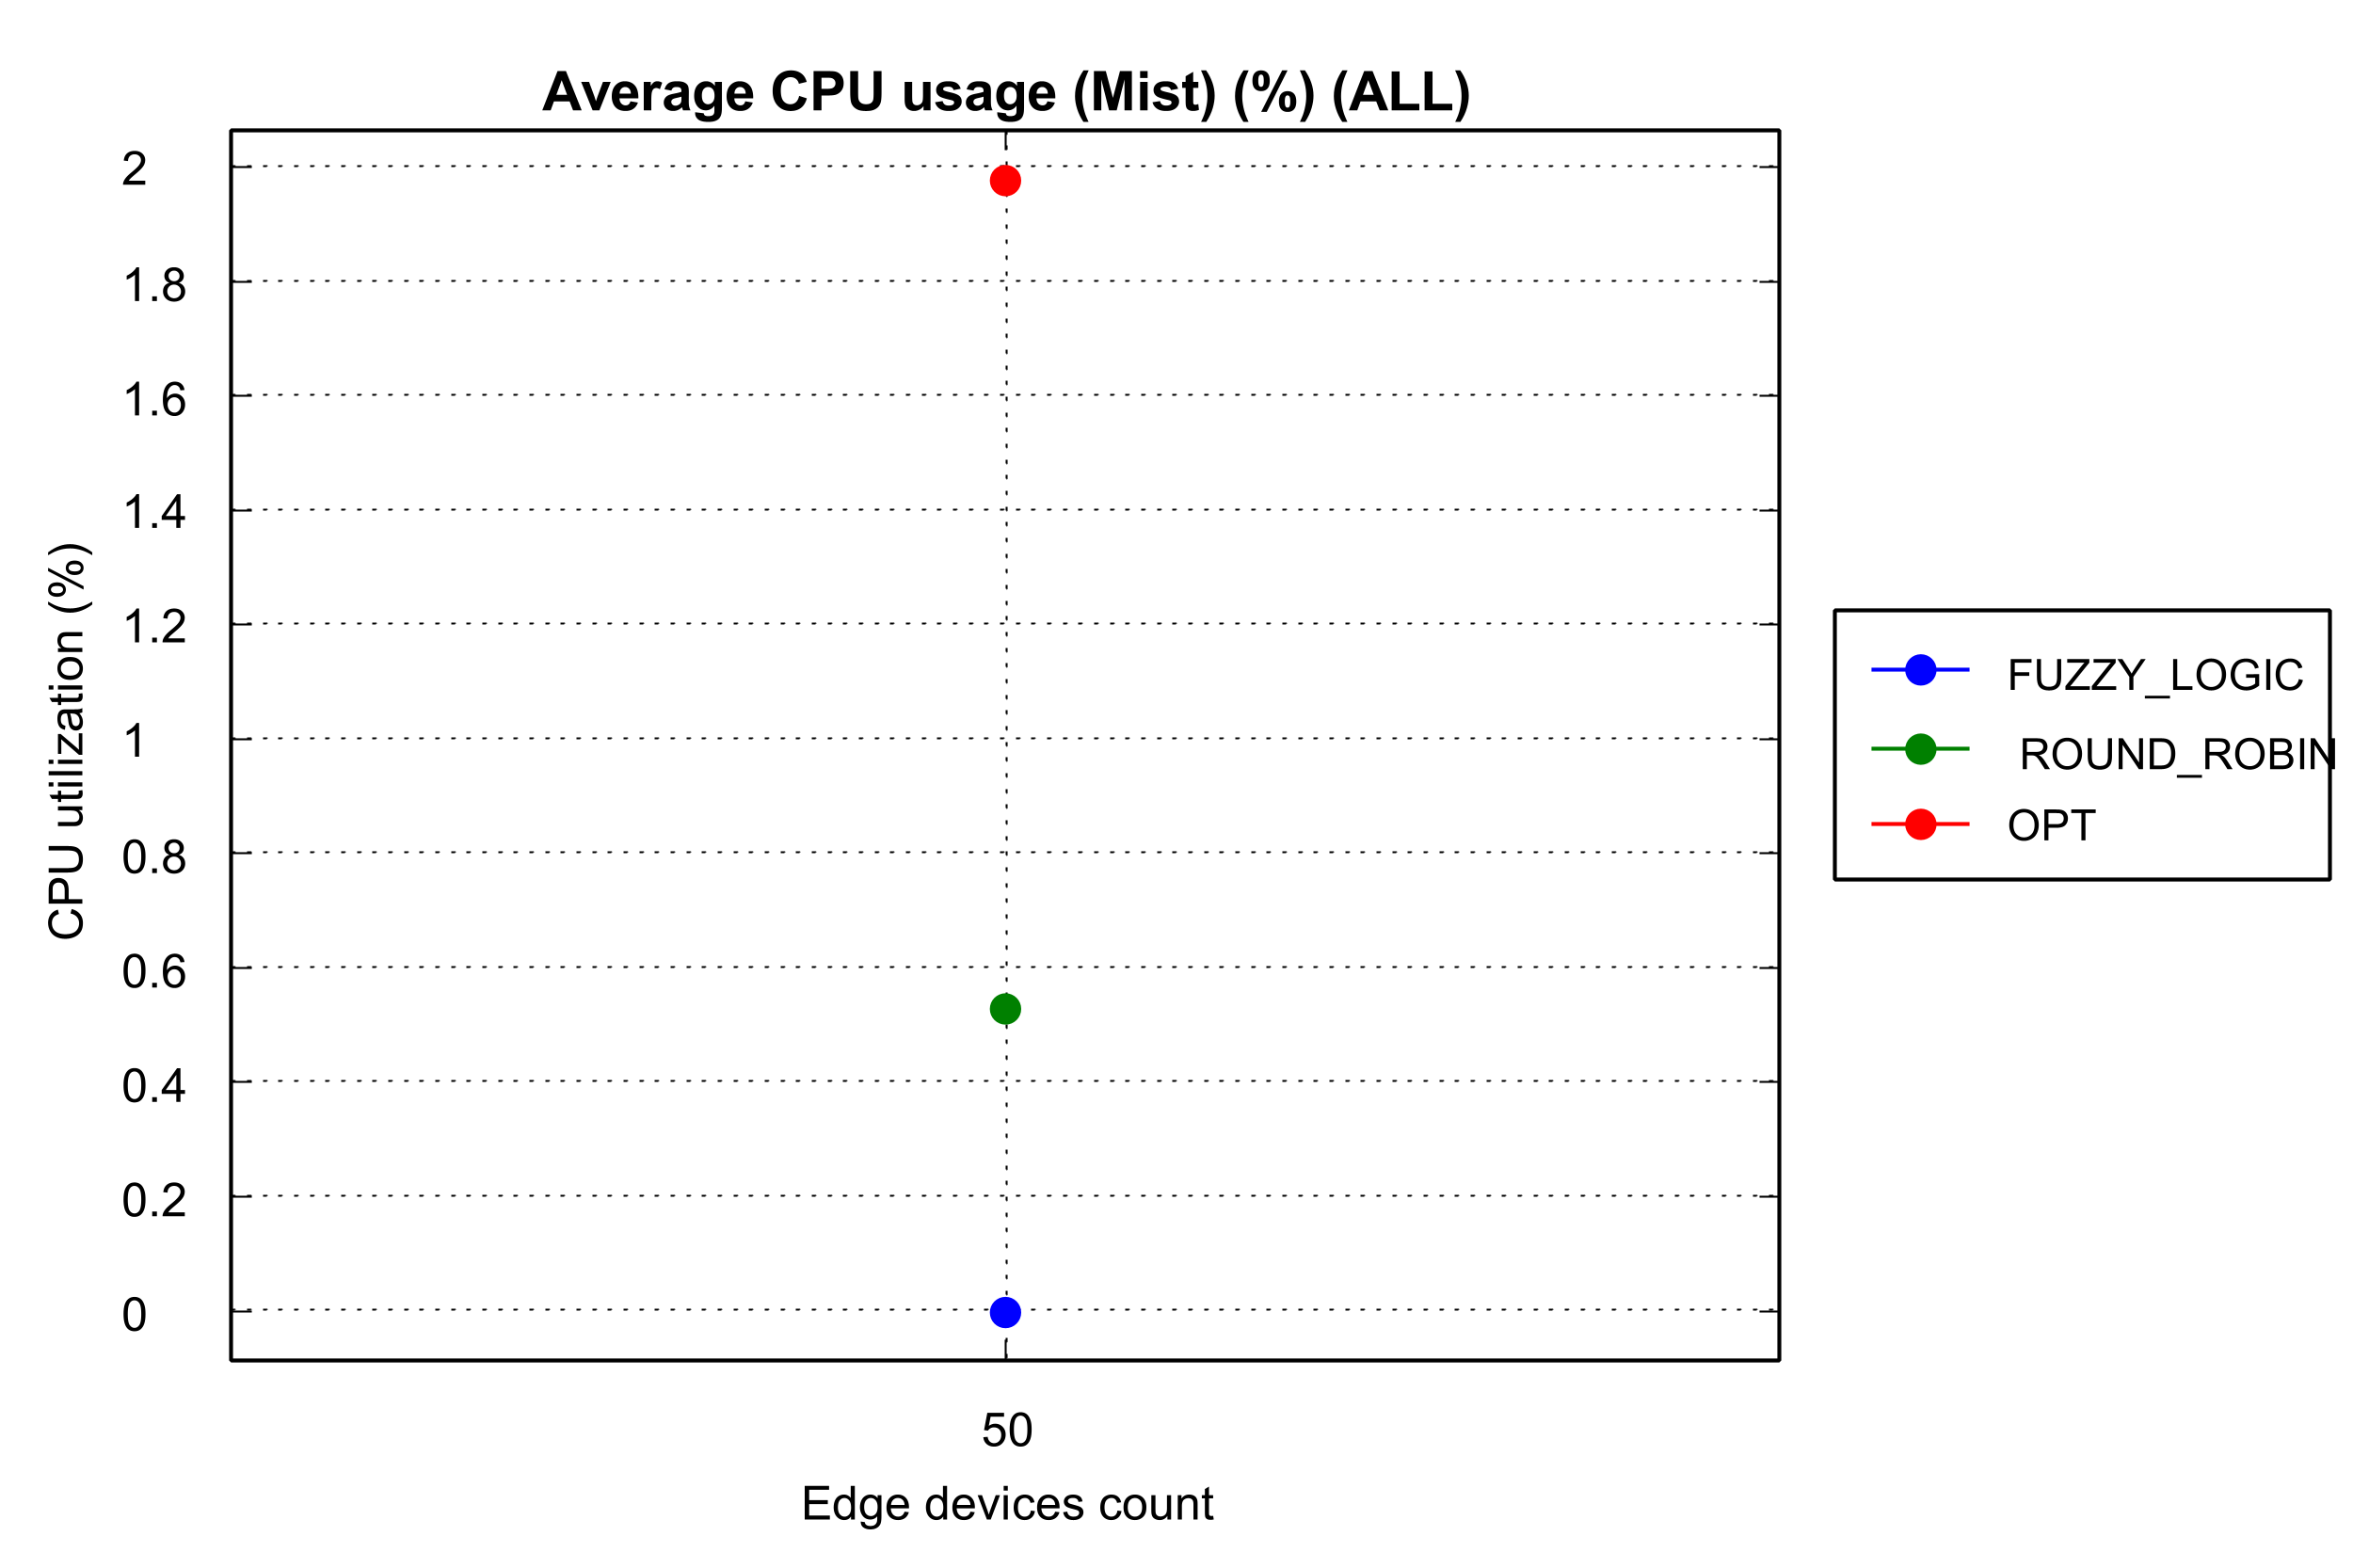 Average CPU usage (Mist) (%) (ALL)
2
1.8
1.6
1.4
1.2
1
0.8
0.6
0.4
0.2
0
CPU utilization (%)
50
Edge devices count
FUZZY_LOGIC
ROUND_ROBIN
OPT